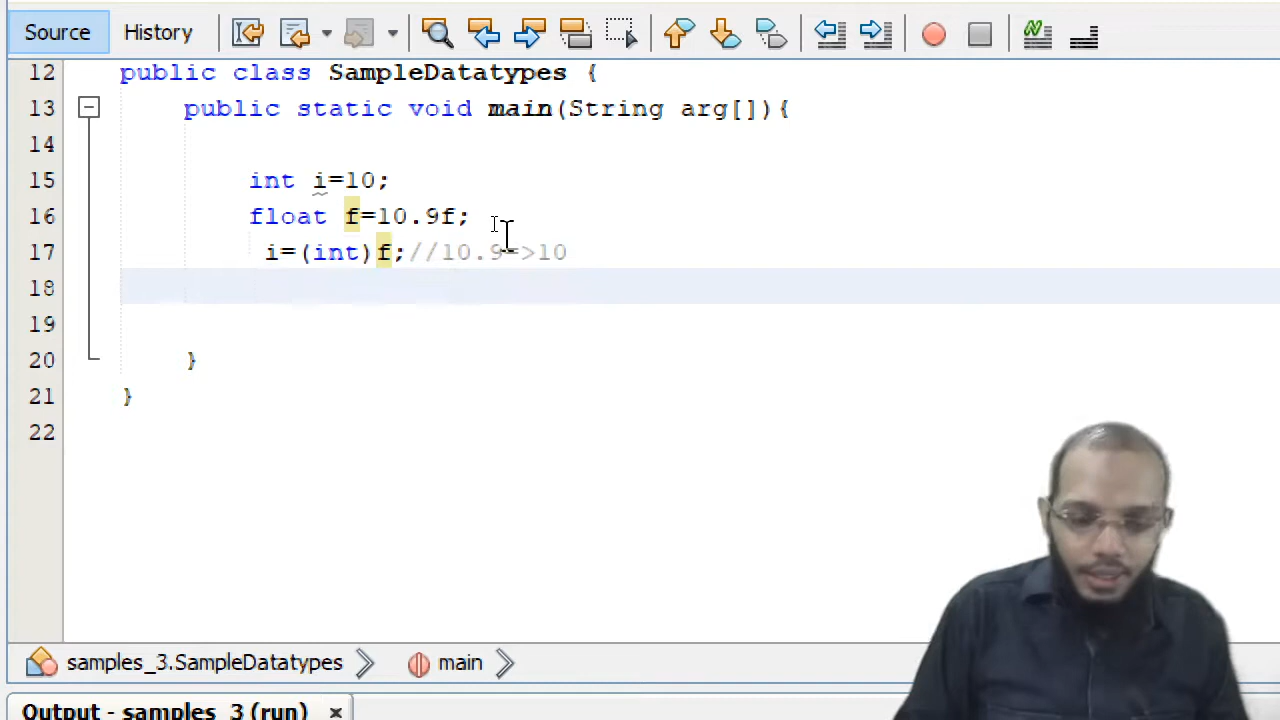 Source History
12 public class SampleDatatypes {
13 public static void main(String arg[]){
14
15 int i=10;
16 float f=10.9f;
17 i=(int)f;//10.9=>10
18
19
20 }
21 }
22
samples_3.SampleDatatypes main
Output - samples_3 (run) ×